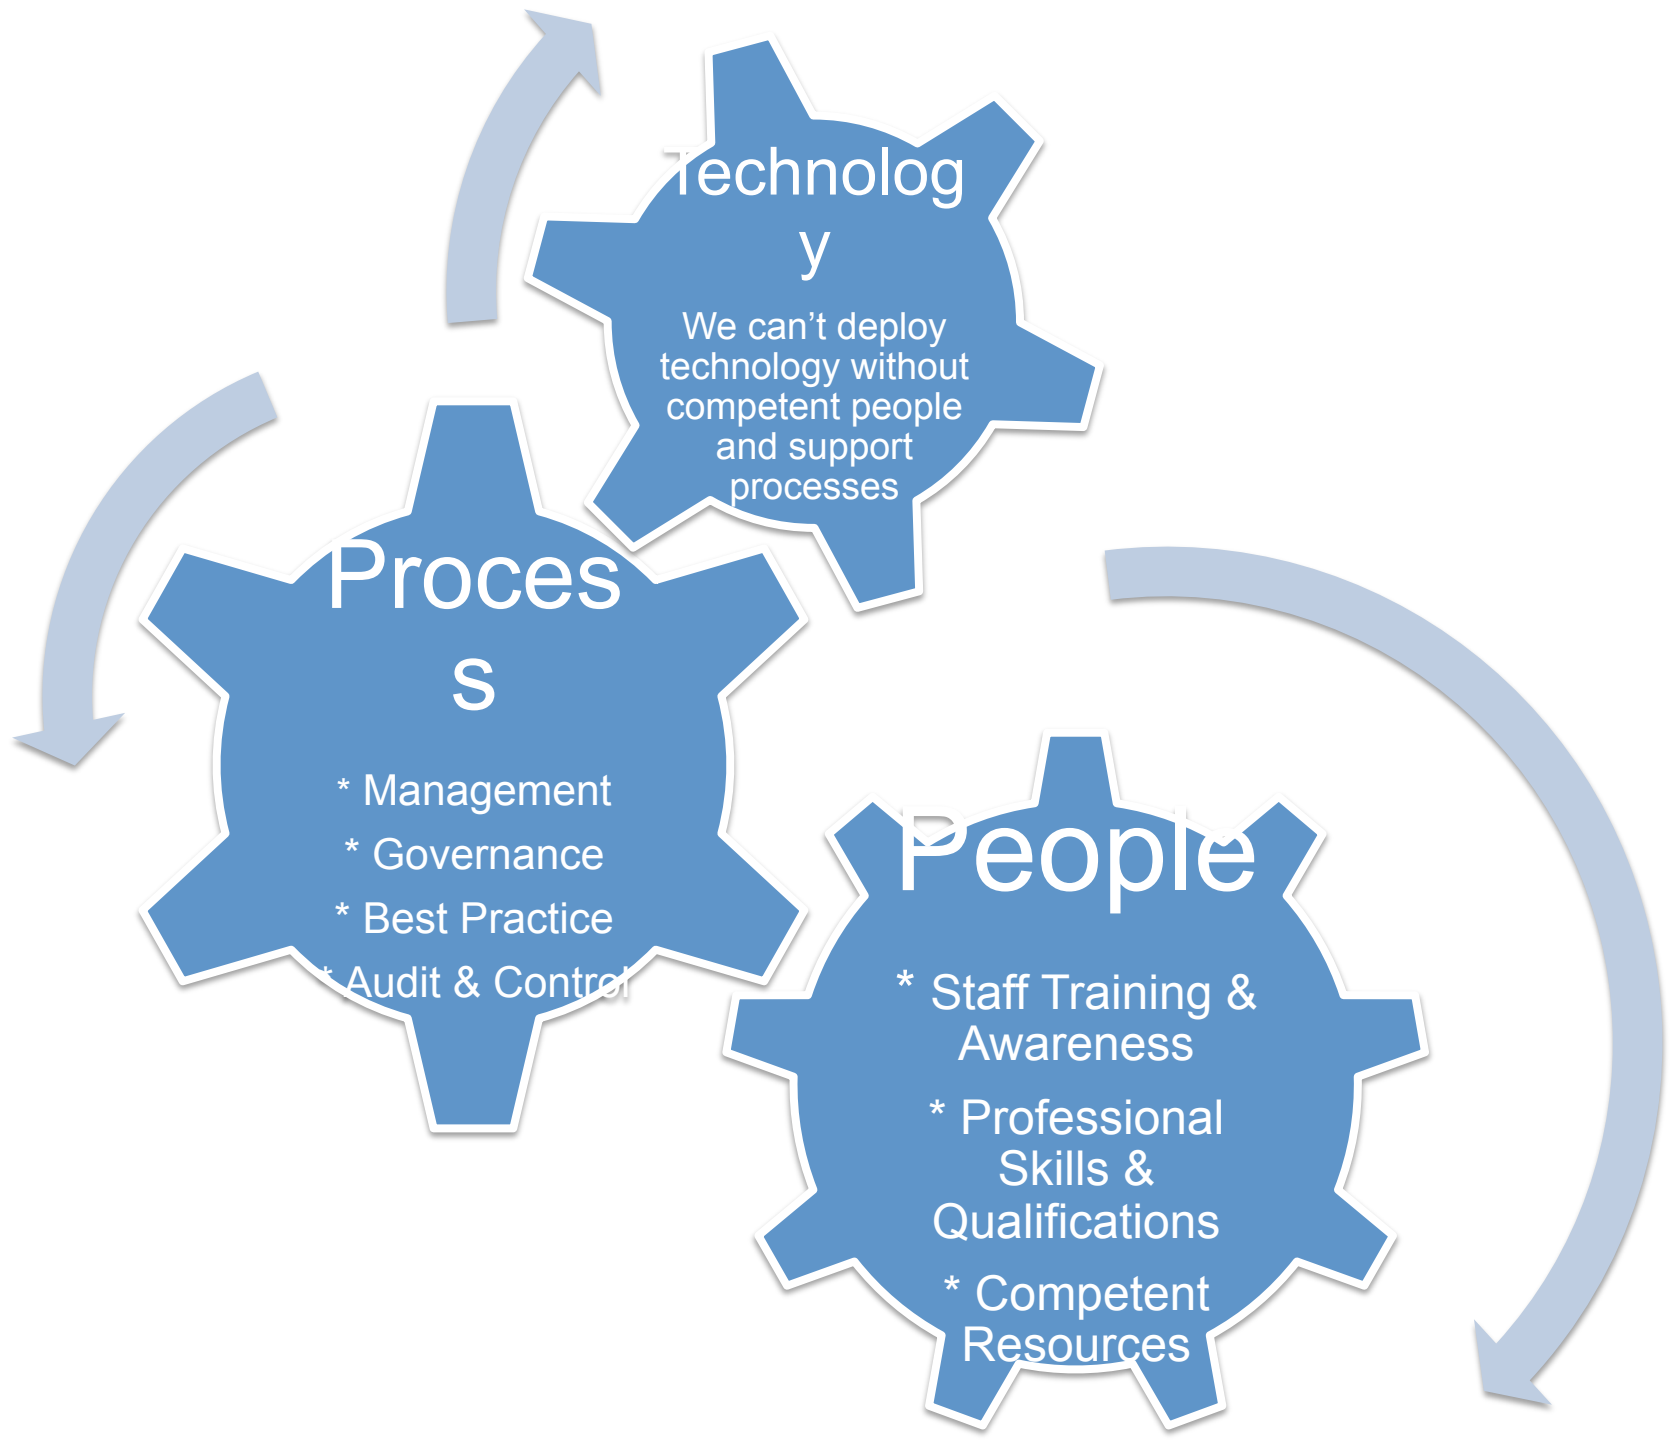 Technolog
y
We can’t deploy
technology without
competent people
and support
processes
Proces
s
* Management
* Governance
* Best Practice
* Audit & Control
People
* Staff Training &
Awareness
* Professional
Skills &
Qualifications
* Competent
Resources